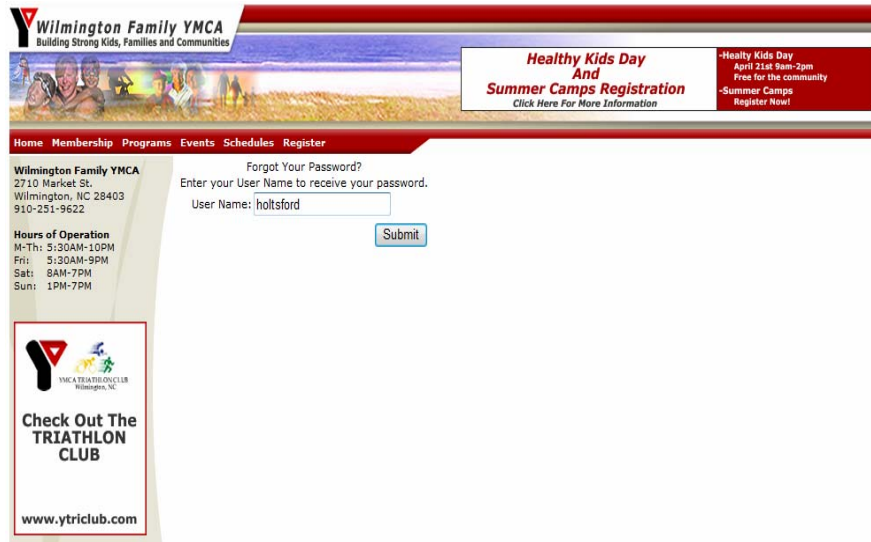 Wilmington Family YMCA
Building Strong Kids, Families and Communities
Healthy Kids Day
And
Summer Camps Registration
Click Here For More Information
-Healty Kids Day
April 21st 9am-2pm
Free for the community
-Summer Camps
Register Now!
Home Membership Programs Events Schedules Register
Wilmington Family YMCA
2710 Market St.
Wilmington, NC 28403
910-251-9622
Hours of Operation
M-Th: 5:30AM-10PM
Fri: 5:30AM-9PM
Sat: 8AM-7PM
Sun: 1PM-7PM
YMCA TRIATHLON CLUB
Wilmington, NC
Check Out The
TRIATHLON
CLUB
www.ytriclub.com
Forgot Your Password?
Enter your User Name to receive your password.
User Name: holtsford
Submit